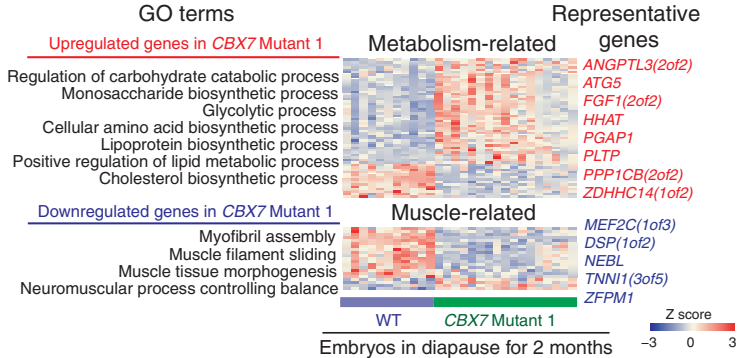 GO terms
Representative
genes
Upregulated genes in CBX7 Mutant 1
Metabolism-related
Regulation of carbohydrate catabolic process
Monosaccharide biosynthetic process
Glycolytic process
Cellular amino acid biosynthetic process
Lipoprotein biosynthetic process
Positive regulation of lipid metabolic process
Cholesterol biosynthetic process
ANGPTL3(2of2)
ATG5
FGF1(2of2)
HHAT
PGAP1
PLTP
PPP1CB(2of2)
ZDHHC14(1of2)
Downregulated genes in CBX7 Mutant 1
Muscle-related
Myofibril assembly
Muscle filament sliding
Muscle tissue morphogenesis
Neuromuscular process controlling balance
MEF2C(1of3)
DSP(1of2)
NEBL
TNNI1(3of5)
ZFPM1
WT
CBX7 Mutant 1
Embryos in diapause for 2 months
Z score
−3 0 3